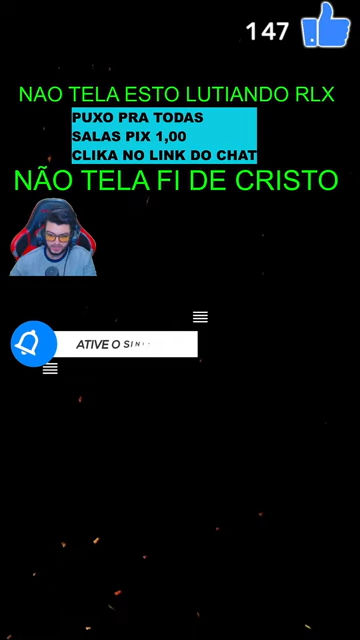 147
NAO TELA ESTO LUTIANDO RLX
PUXO PRA TODAS
SALAS PIX 1,00
CLIKA NO LINK DO CHAT
NÃO TELA FI DE CRISTO
ATIVE O SIN